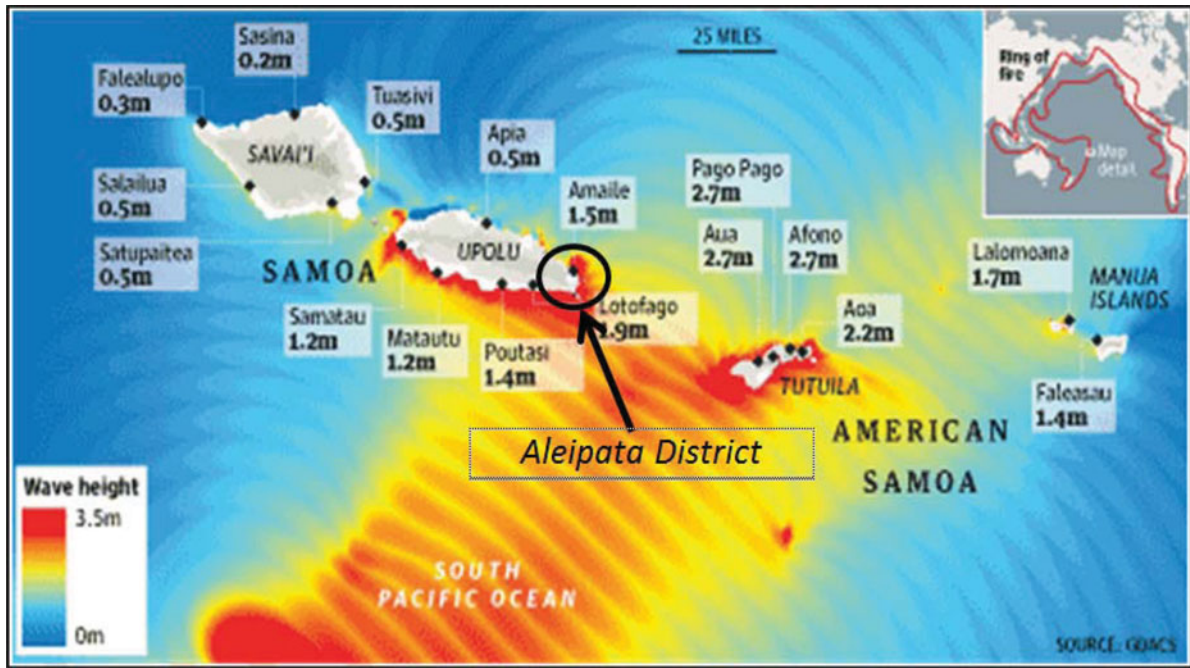 Sasina
0.2m
Falealupo
0.3m
Tuasivi
0.5m
SAVAI'I
Salailua
0.5m
Satupaitea
0.5m
SAMOA
Apia
0.5m
UPOLU
Amaile
1.5m
Samatau
1.2m
Matautu
1.2m
Poutasi
1.4m
Lotofago
1.9m
25 MILES
Pago Pago
2.7m
Aua
2.7m
Afono
2.7m
Aoa
2.2m
TUTUILA
Lalomoana
1.7m
MANUA
ISLANDS
Faleasau
1.4m
AMERICAN
SAMOA
Ring of
fire
Map
detail
Aleipata District
Wave height
3.5m
0m
SOUTH
PACIFIC OCEAN
SOURCE: GDACS